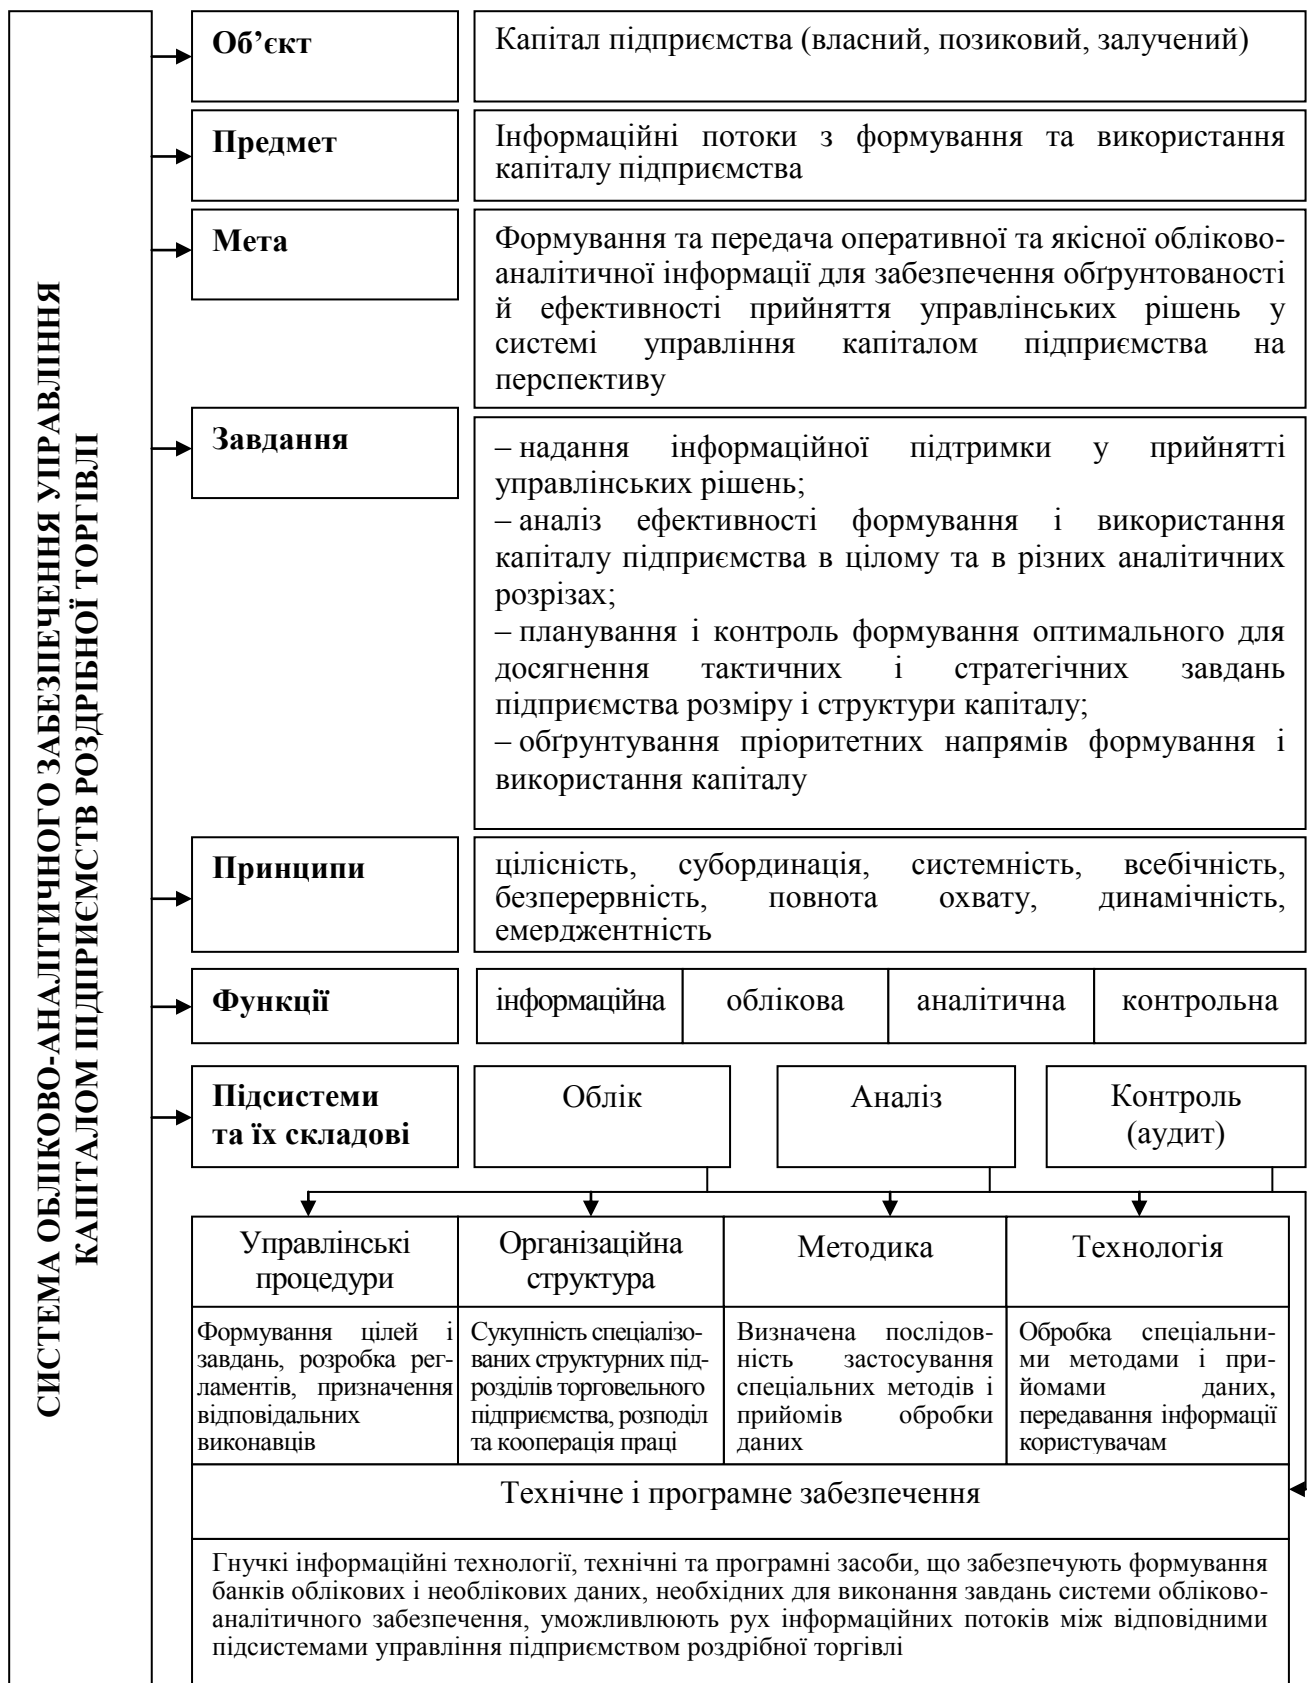 СИСТЕМА ОБЛІКОВО-АНАЛІТИЧНОГО ЗАБЕЗПЕЧЕННЯ УПРАВЛІННЯ
КАПІТАЛОМ ПІДПРИЄМСТВ РОЗДРІБНОЇ ТОРГІВЛІ
Об’єкт
Капітал підприємства (власний, позиковий, залучений)
Предмет
Інформаційні потоки з формування та використання
капіталу підприємства
Мета
Формування та передача оперативної та якісної обліково-
аналітичної інформації для забезпечення обґрунтованості
й ефективності прийняття управлінських рішень у
системі управління капіталом підприємства на
перспективу
Завдання
– надання інформаційної підтримки у прийнятті
управлінських рішень;
– аналіз ефективності формування і використання
капіталу підприємства в цілому та в різних аналітичних
розрізах;
– планування і контроль формування оптимального для
досягнення тактичних і стратегічних завдань
підприємства розміру і структури капіталу;
– обґрунтування пріоритетних напрямів формування і
використання капіталу
Принципи
цілісність, субординація, системність, всебічність,
безперервність, повнота охвату, динамічність,
емерджентність
Функції
інформаційна
облікова
аналітична
контрольна
Підсистеми
та їх складові
Облік
Аналіз
Контроль
(аудит)
Управлінські
процедури
Організаційна
структура
Методика
Технологія
Формування цілей і
завдань, розробка рег-
ламентів, призначення
відповідальних
виконавців
Сукупність спеціалізо-
ваних структурних під-
розділів торговельного
підприємства, розподіл
та кооперація праці
Визначена послідов-
ність застосування
спеціальних методів і
прийомів обробки
даних
Обробка спеціальни-
ми методами і при-
йомами даних,
передавання інформації
користувачам
Технічне і програмне забезпечення
Гнучкі інформаційні технології, технічні та програмні засоби, що забезпечують формування
банків облікових і необлікових даних, необхідних для виконання завдань системи обліково-
аналітичного забезпечення, уможливлюють рух інформаційних потоків між відповідними
підсистемами управління підприємством роздрібної торгівлі